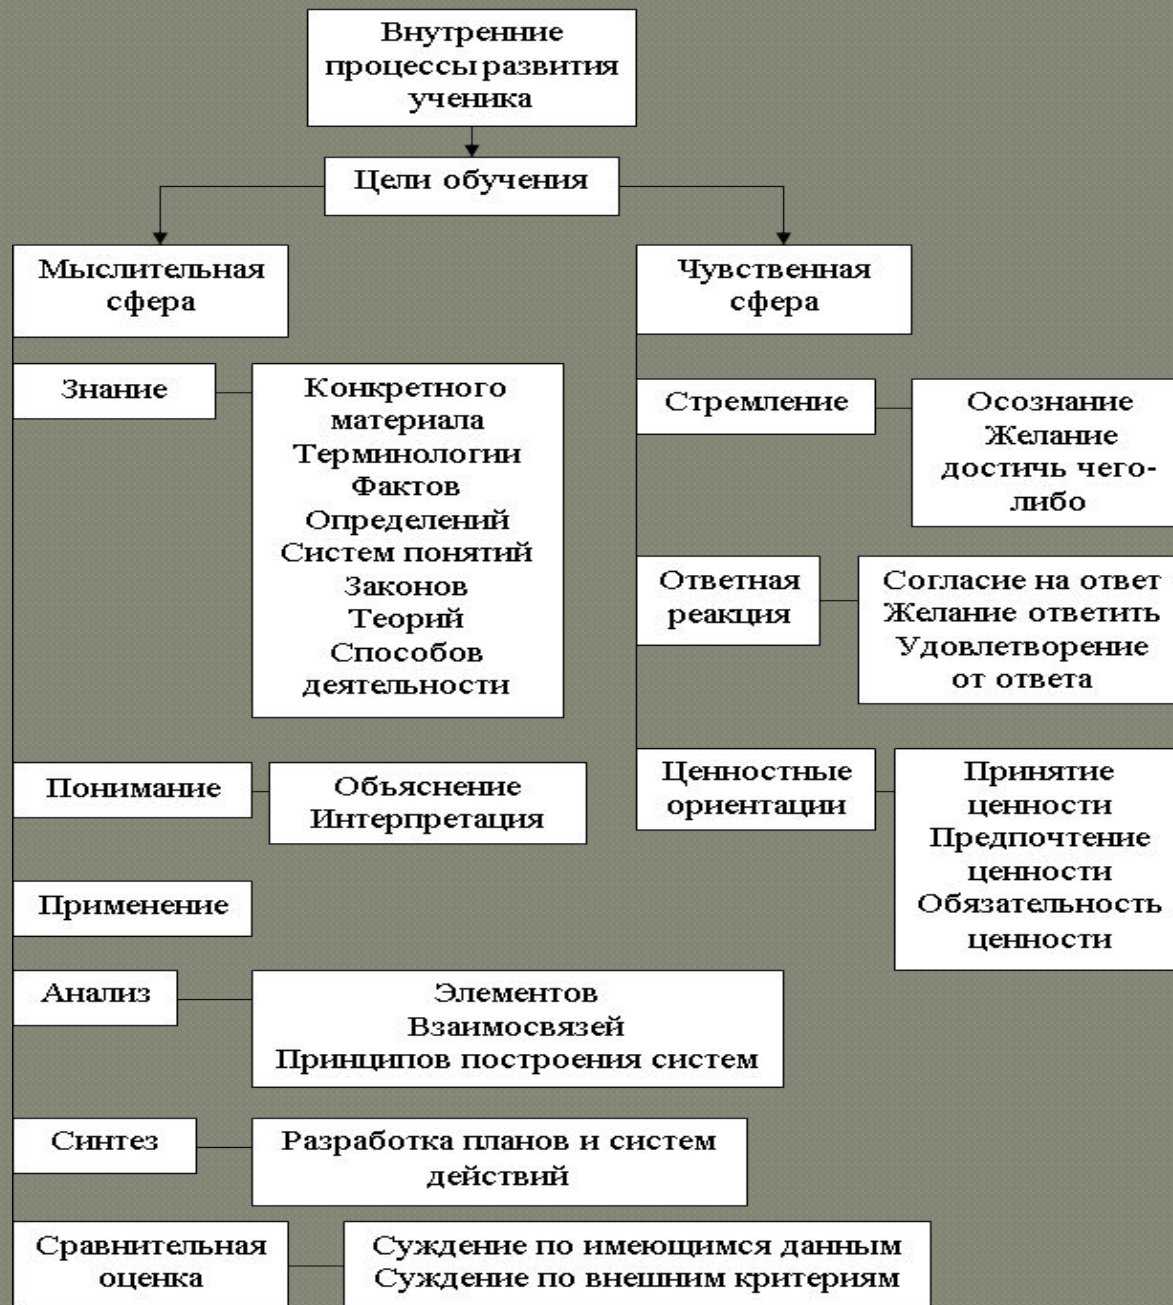 Внутренние
процессы развития
ученика
Цели обучения
Мыслительная
сфера
Знание
Конкретного
материала
Терминологии
Фактов
Определений
Систем понятий
Законов
Теорий
Способов
деятельности
Понимание
Объяснение
Интерпретация
Применение
Анализ
Элементов
Взаимосвязей
Принципов построения систем
Синтез
Разработка планов и систем
действий
Сравнительная
оценка
Суждение по имеющимся данным
Суждение по внешним критериям
Чувственная
сфера
Стремление
Осознание
Желание
достичь чего-
либо
Ответная
реакция
Согласие на ответ
Желание ответить
Удовлетворение
от ответа
Ценностные
ориентации
Принятие
ценности
Предпочтение
ценности
Обязательность
ценности